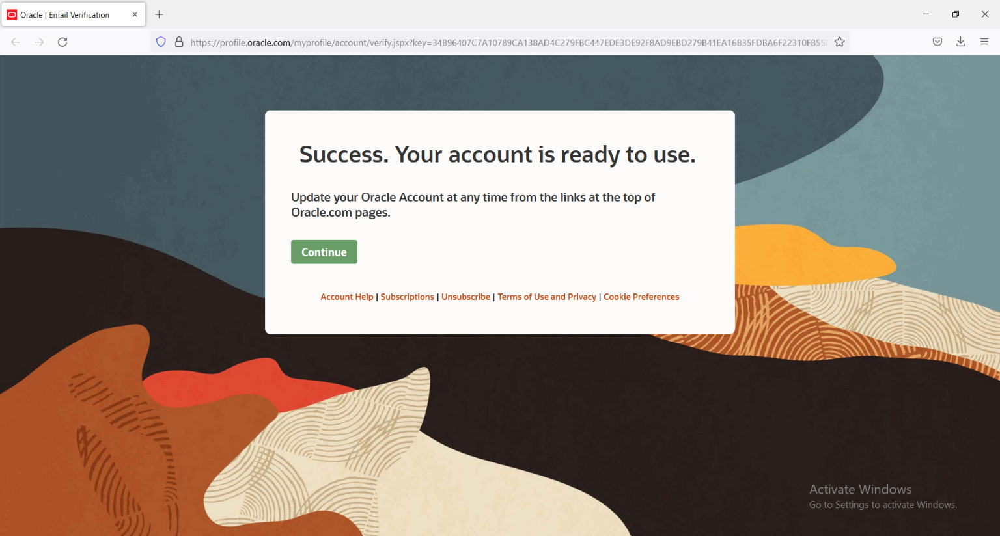 Oracle | Email Verification
https://profile.oracle.com/myprofile/account/verify.jspx?key=34B96407C7A10789CA138AD4C279FBC447EDE3DE92F8AD9EBD279B41EA16B35FDBA6F22310F855
Success. Your account is ready to use.
Update your Oracle Account at any time from the links at the top of
Oracle.com pages.
Continue
Account Help | Subscriptions | Unsubscribe | Terms of Use and Privacy | Cookie Preferences
Activate Windows
Go to Settings to activate Windows.